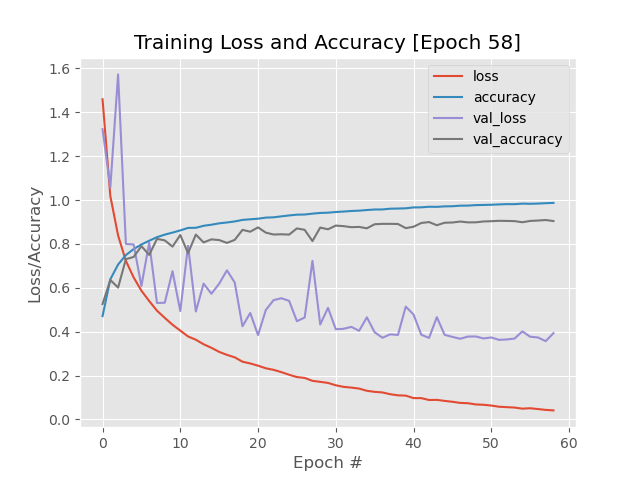 Training Loss and Accuracy [Epoch 58]
loss
accuracy
val_loss
val_accuracy
Loss/Accuracy
1.6
1.4
1.2
1.0
0.8
0.6
0.4
0.2
0.0
0 10 20 30 40 50 60
Epoch #